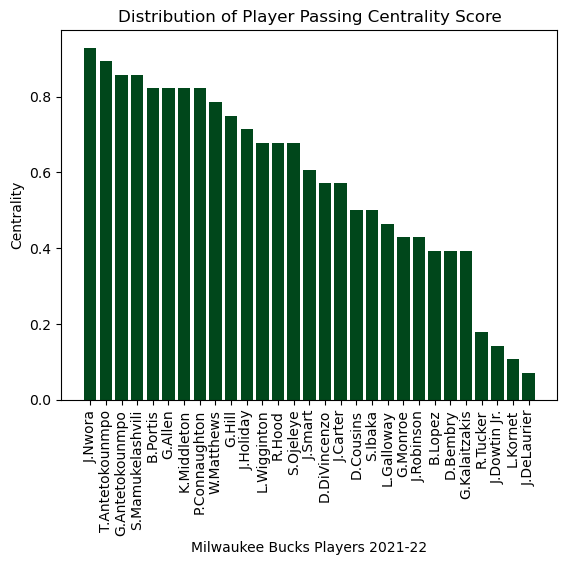 Distribution of Player Passing Centrality Score
Centrality
0.8
0.6
0.4
0.2
0.0
J.Nwora
T.Antetokounmpo
G.Antetokounmpo
S.Mamukelashvili
B.Portis
G.Allen
K.Middleton
P.Connaughton
W.Matthews
G.Hill
J.Holiday
L.Wigginton
R.Hood
S.Ojeleye
J.Smart
D.DiVincenzo
J.Carter
D.Cousins
S.Ibaka
L.Galloway
G.Monroe
J.Robinson
B.Lopez
D.Bembry
G.Kalaitzakis
R.Tucker
J.Dowtin Jr.
L.Kornet
J.DeLaurier
Milwaukee Bucks Players 2021-22